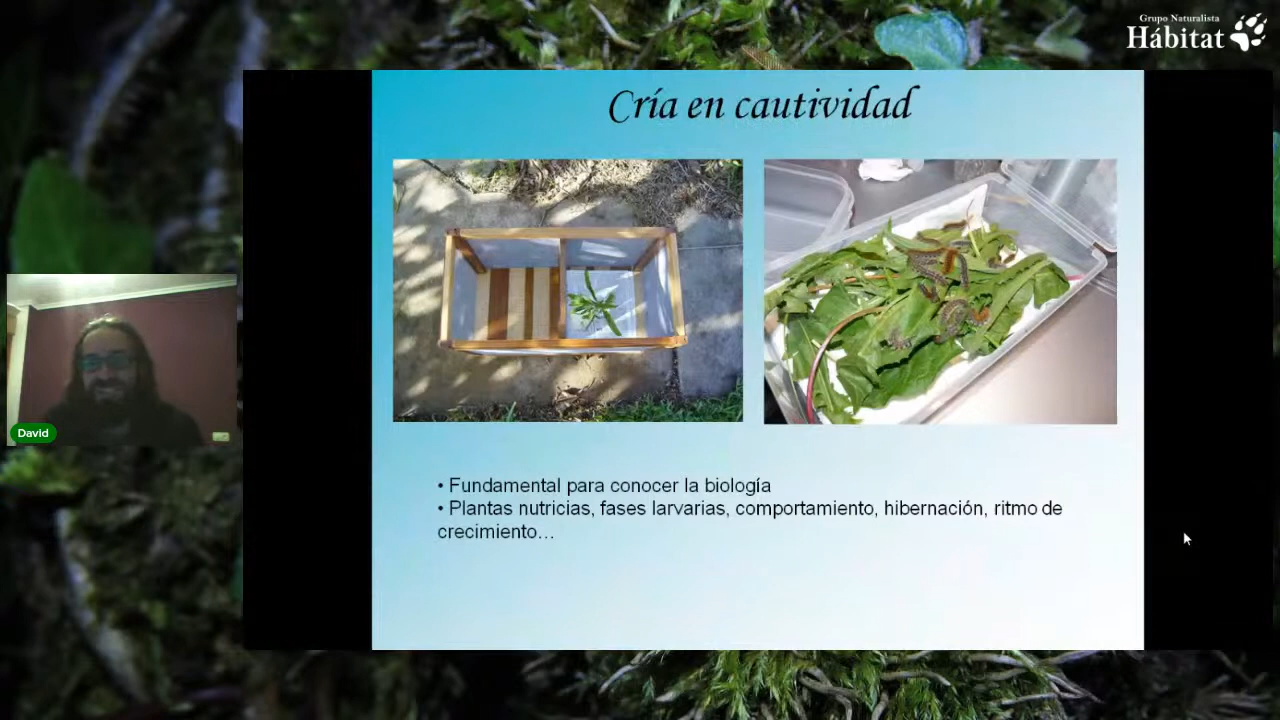 Grupo Naturalista
Hábitat
Cría en cautividad
David
• Fundamental para conocer la biología
• Plantas nutricias, fases larvarias, comportamiento, hibernación, ritmo de
crecimiento…